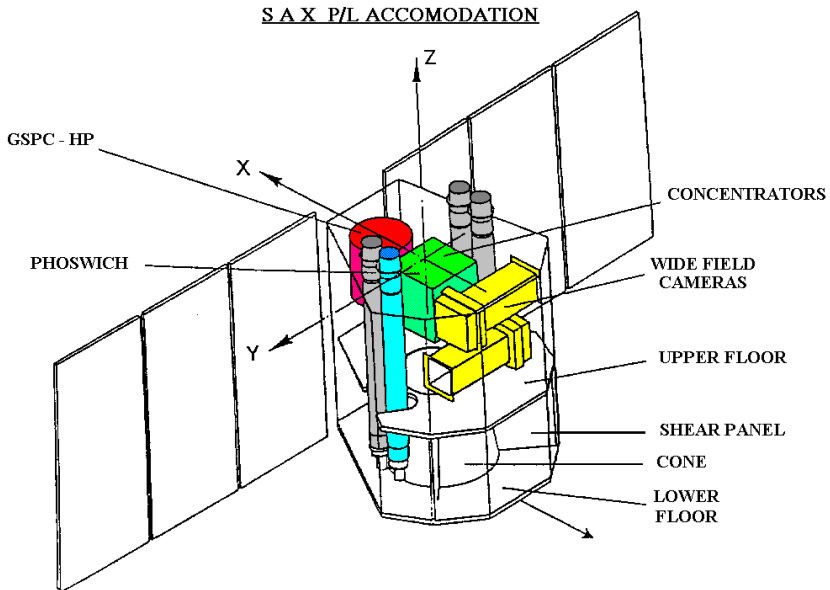 S A X P/L ACCOMODATION
Z
GSPC - HP
X
CONCENTRATORS
PHOSWICH
WIDE FIELD
CAMERAS
Y
UPPER FLOOR
SHEAR PANEL
CONE
LOWER
FLOOR